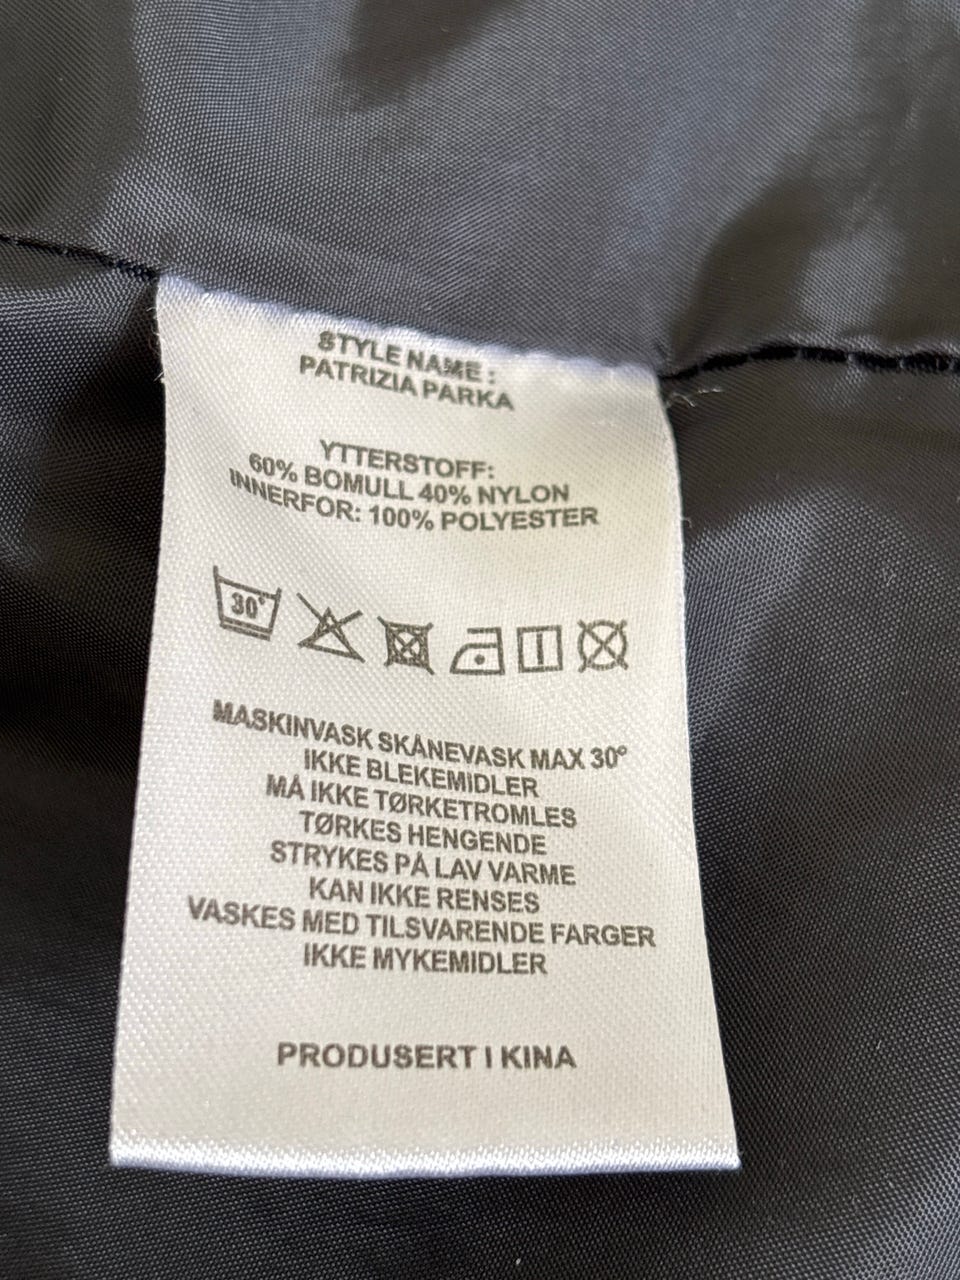 STYLE NAME :
PATRIZIA PARKA
YTTERSTOFF:
60% BOMULL 40% NYLON
INNERFOR: 100% POLYESTER
30°
MASKINVASK SKÅNEVASK MAX 30°
IKKE BLEKEMIDLER
MÅ IKKE TØRKETROMLES
TØRKES HENGENDE
STRYKES PÅ LAV VARME
KAN IKKE RENSES
VASKES MED TILSVARENDE FARGER
IKKE MYKEMIDLER
PRODUSERT I KINA